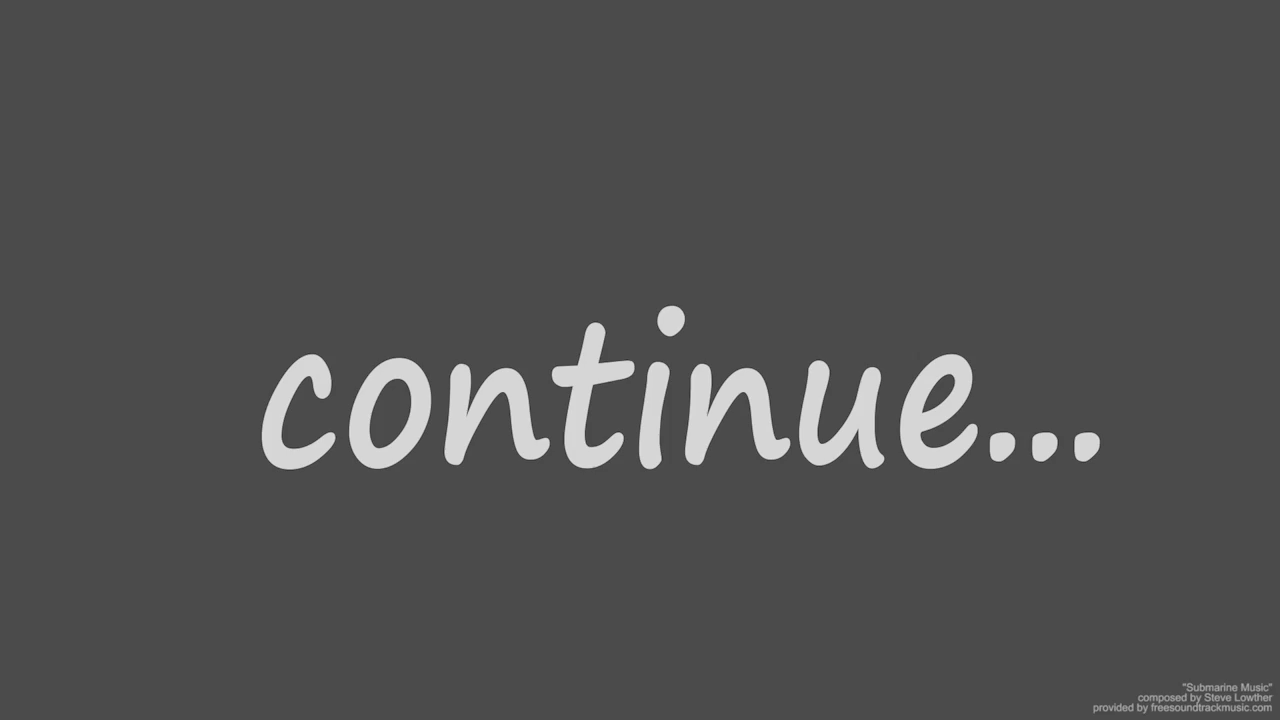 continue...
"Submarine Music"
composed by Steve Lowther
provided by freesoundtrackmusic.com